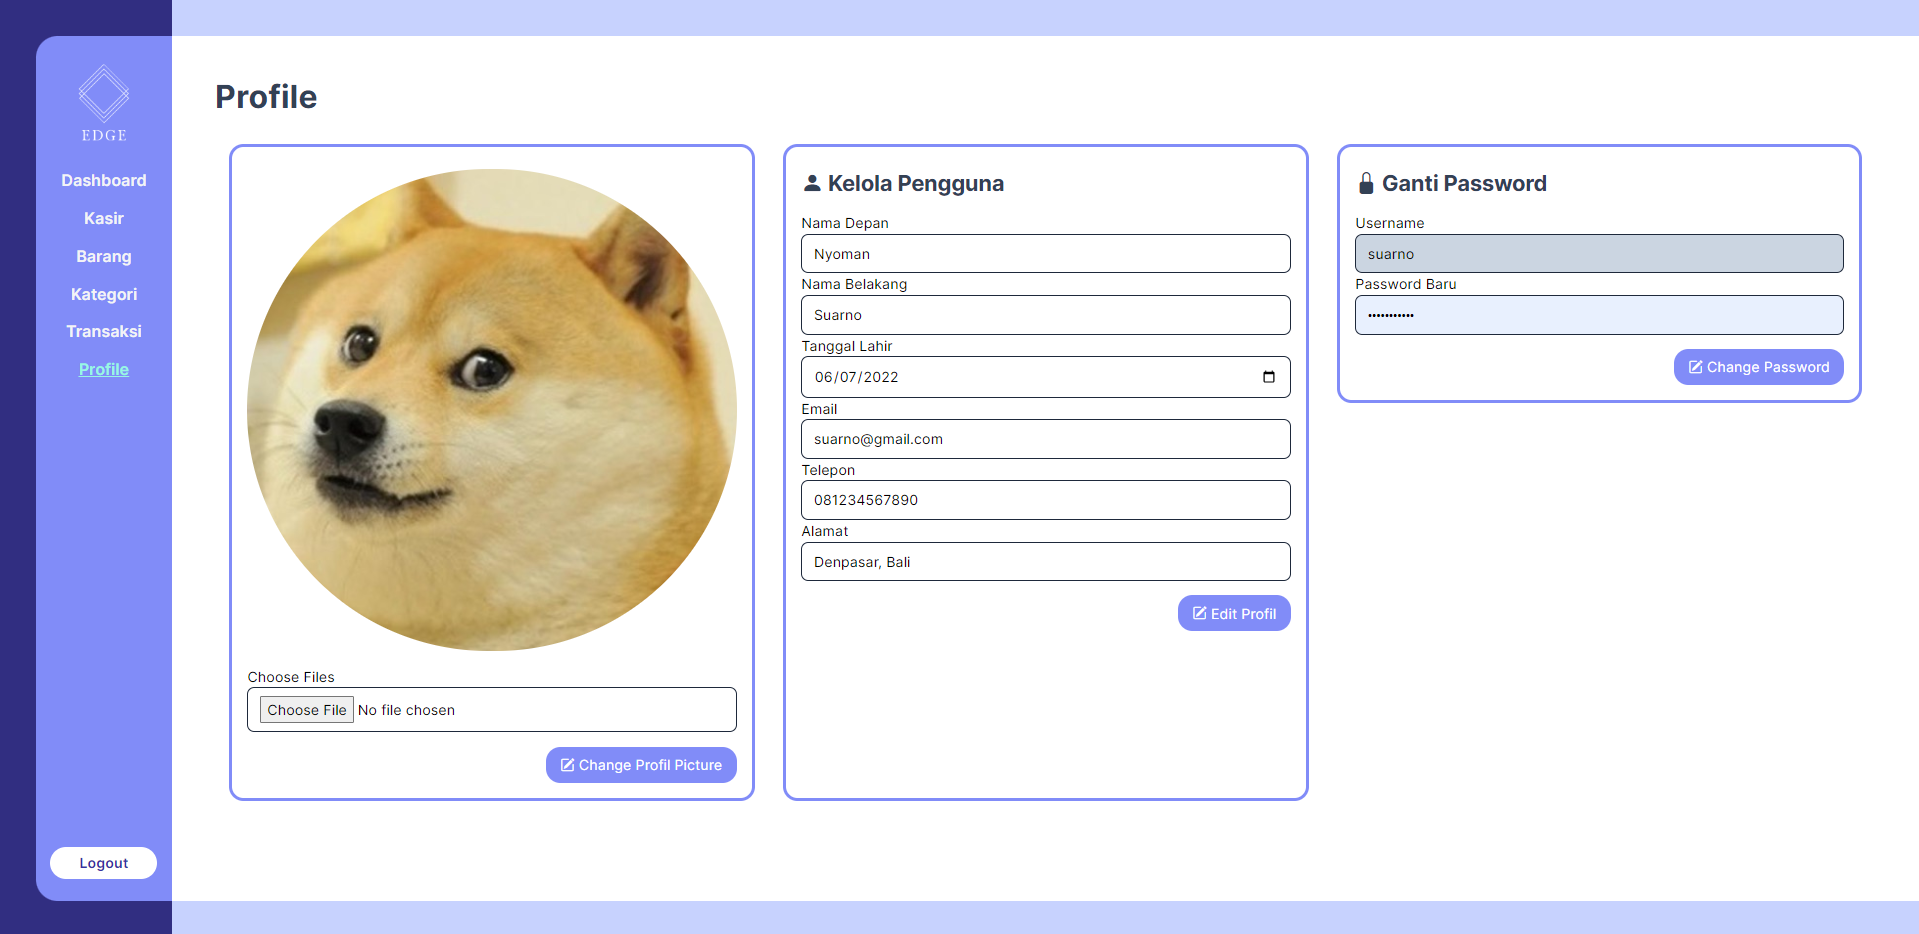 EDGE
Dashboard
Kasir
Barang
Kategori
Transaksi
Profile
Logout
Profile
Choose Files
Choose File No file chosen
Change Profil Picture
Kelola Pengguna
Nama Depan
Nyoman
Nama Belakang
Suarno
Tanggal Lahir
06/07/2022
Email
suarno@gmail.com
Telepon
081234567890
Alamat
Denpasar, Bali
Edit Profil
Ganti Password
Username
suarno
Password Baru
•••••••••••
Change Password